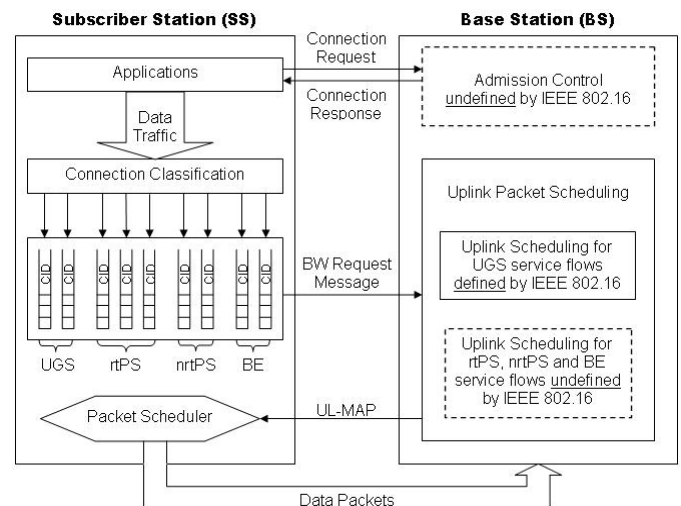 Subscriber Station (SS)
Base Station (BS)
Connection
Request
Applications
Admission Control
undefined by IEEE 802.16
Connection
Response
Data
Traffic
Connection Classification
Uplink Packet Scheduling
CID CID CID CID CID CID CID CID CID
BW Request
Message
Uplink Scheduling for
UGS service flows
defined by IEEE 802.16
UGS rtPS nrtPS BE
Uplink Scheduling for
rtPS, nrtPS and BE
service flows undefined
by IEEE 802.16
Packet Scheduler
UL-MAP
Data Packets